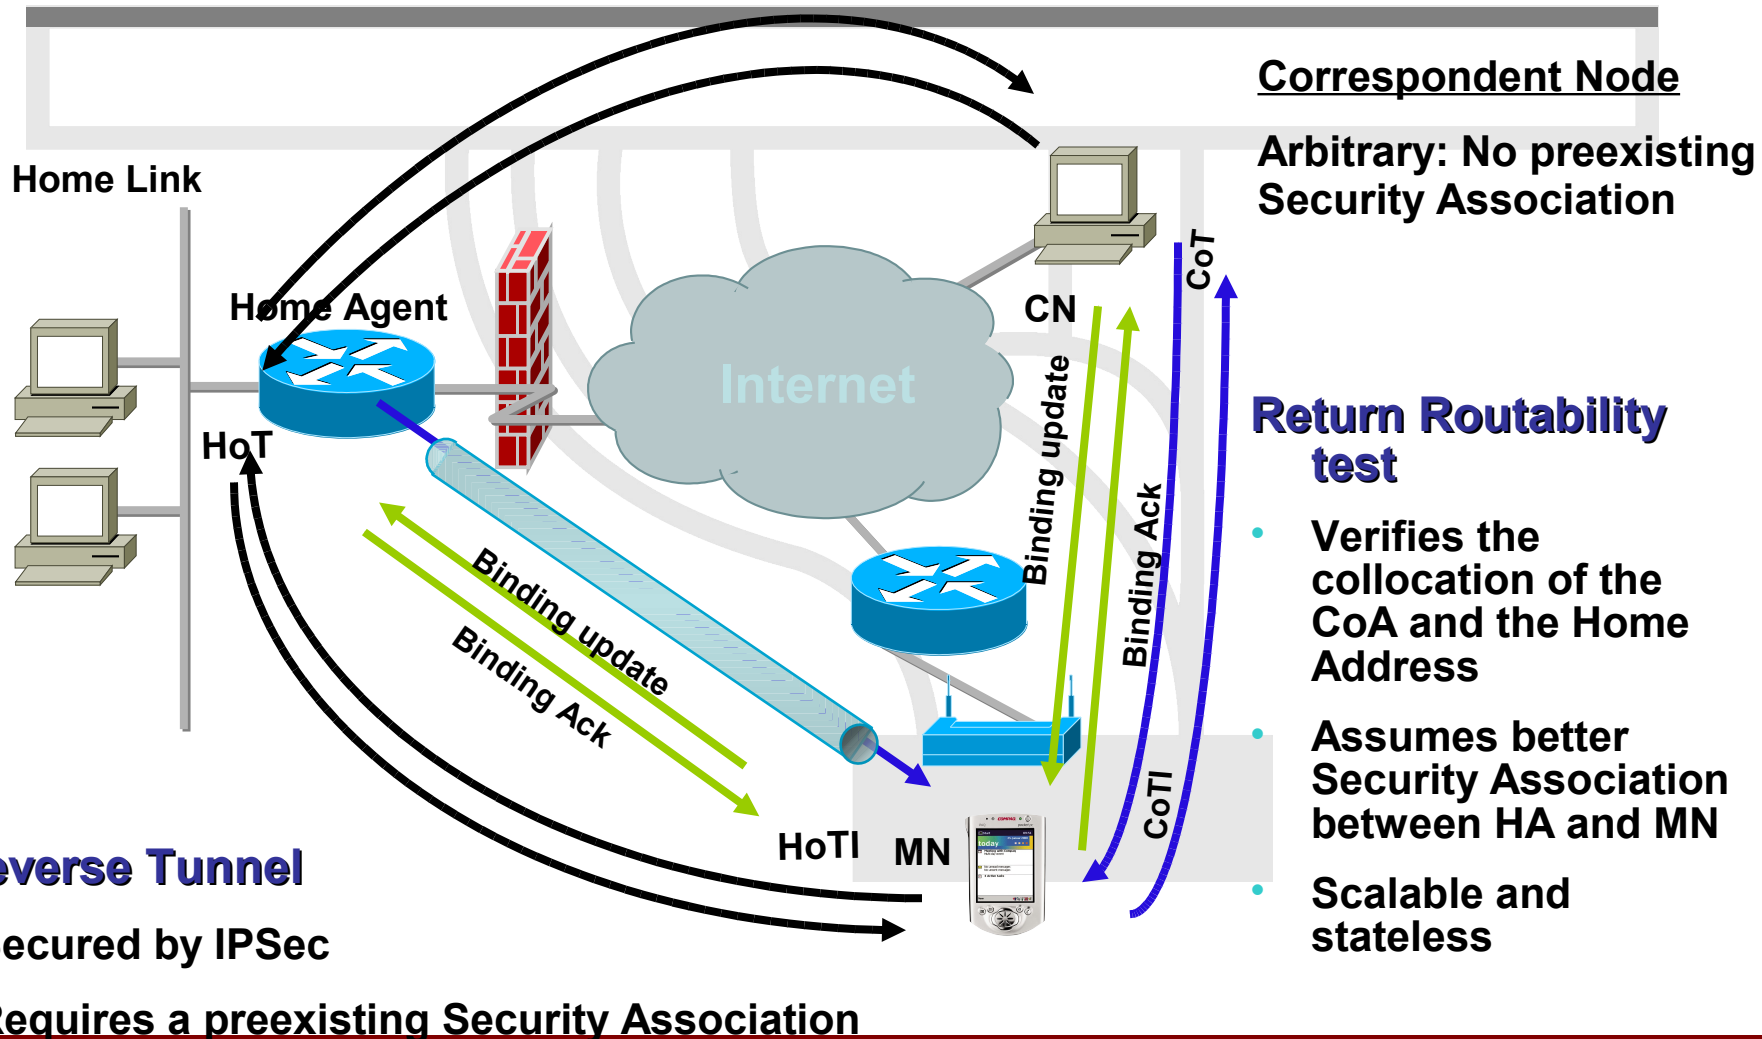 Correspondent Node
Arbitrary: No preexisting
Security Association
Home Link
Home Agent
CN
CoT
Internet
HoT
Binding update
Binding Ack
Binding update
Binding Ack
CoTI
HoTI
MN
today
Return Routability
test
• Verifies the
collocation of the
CoA and the Home
Address
• Assumes better
Security Association
between HA and MN
• Scalable and
stateless
everse Tunnel
ecured by IPSec
Requires a preexisting Security Association